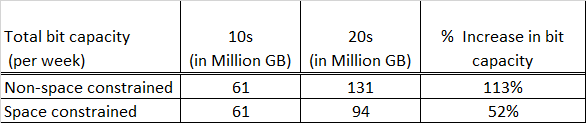 Total bit capacity (per week) 10s (in Million GB) 20s (in Million GB) % Increase in bit capacity
Non-space constrained 61 131 113%
Space constrained 61 94 52%